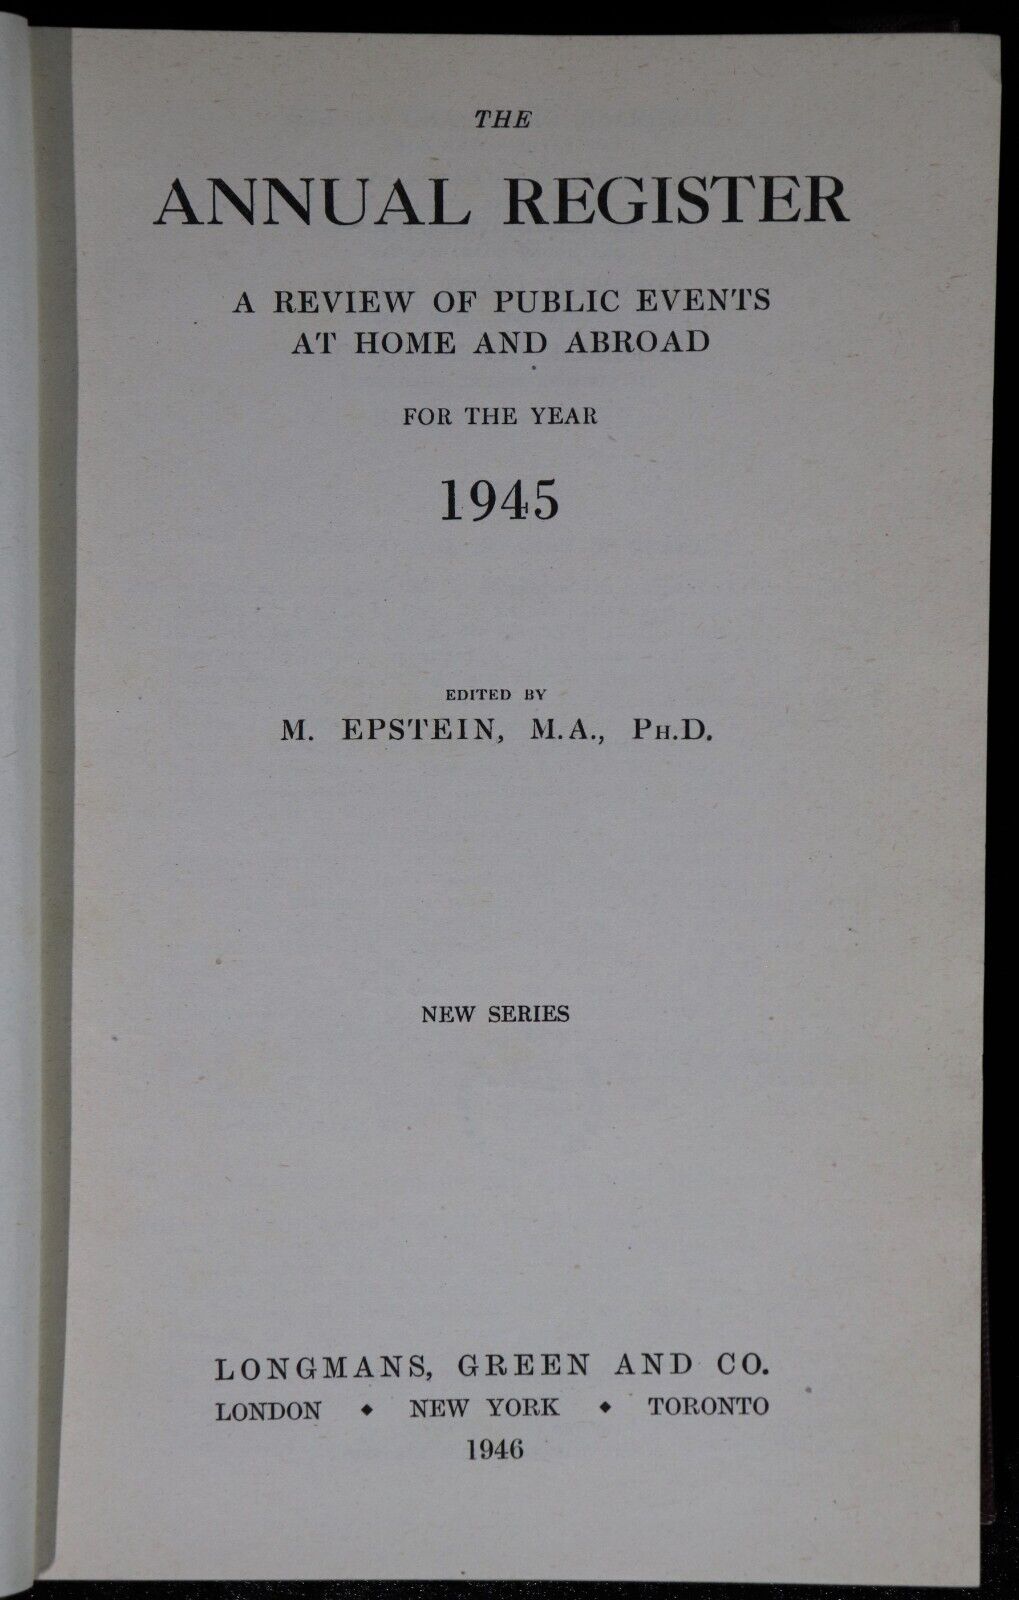 THE
ANNUAL REGISTER
A REVIEW OF PUBLIC EVENTS
AT HOME AND ABROAD
FOR THE YEAR
1945
EDITED BY
M. EPSTEIN, M.A., PH.D.
NEW SERIES
LONGMANS, GREEN AND CO.
LONDON ◆ NEW YORK ◆ TORONTO
1946